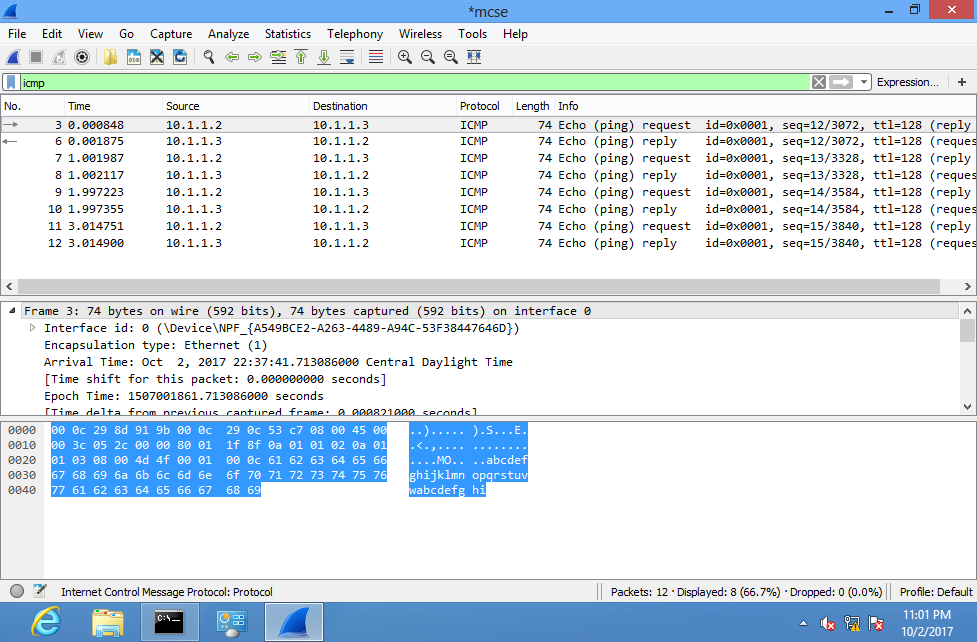 *mcse
File Edit View Go Capture Analyze Statistics Telephony Wireless Tools Help
icmp Expression... +
No. Time Source Destination Protocol Length Info
3 0.000848 10.1.1.2 10.1.1.3 ICMP 74 Echo (ping) request id=0x0001, seq=12/3072, ttl=128 (reply
6 0.001875 10.1.1.3 10.1.1.2 ICMP 74 Echo (ping) reply id=0x0001, seq=12/3072, ttl=128 (reques
7 1.001987 10.1.1.2 10.1.1.3 ICMP 74 Echo (ping) request id=0x0001, seq=13/3328, ttl=128 (reply
8 1.002117 10.1.1.3 10.1.1.2 ICMP 74 Echo (ping) reply id=0x0001, seq=13/3328, ttl=128 (reques
9 1.997223 10.1.1.2 10.1.1.3 ICMP 74 Echo (ping) request id=0x0001, seq=14/3584, ttl=128 (reply
10 1.997355 10.1.1.3 10.1.1.2 ICMP 74 Echo (ping) reply id=0x0001, seq=14/3584, ttl=128 (reques
11 3.014751 10.1.1.2 10.1.1.3 ICMP 74 Echo (ping) request id=0x0001, seq=15/3840, ttl=128 (reply
12 3.014900 10.1.1.3 10.1.1.2 ICMP 74 Echo (ping) reply id=0x0001, seq=15/3840, ttl=128 (reques
Frame 3: 74 bytes on wire (592 bits), 74 bytes captured (592 bits) on interface 0
Interface id: 0 (\Device\NPF_{A549BCE2-A263-4489-A94C-53F38447646D})
Encapsulation type: Ethernet (1)
Arrival Time: Oct  2, 2017 22:37:41.713086000 Central Daylight Time
[Time shift for this packet: 0.000000000 seconds]
Epoch Time: 1507001861.713086000 seconds
[Time delta from previous captured frame: 0.000821000 seconds]
0000 00 0c 29 8d 91 9b 00 0c 29 0c 53 c7 08 00 45 00 ..)..... ).S...E.
0010 00 3c 05 2c 00 00 80 01 1f 8f 0a 01 01 02 0a 01 .<.,.... ........
0020 01 03 08 00 4d 4f 00 01 00 0c 61 62 63 64 65 66 ....MO.. ..abcdef
0030 67 68 69 6a 6b 6c 6d 6e 6f 70 71 72 73 74 75 76 ghijklmn opqrstuv
0040 77 61 62 63 64 65 66 67 68 69 wabcdefg hi
Internet Control Message Protocol: Protocol Packets: 12 · Displayed: 8 (66.7%) · Dropped: 0 (0.0%) Profile: Default
C:\_
11:01 PM
10/2/2017